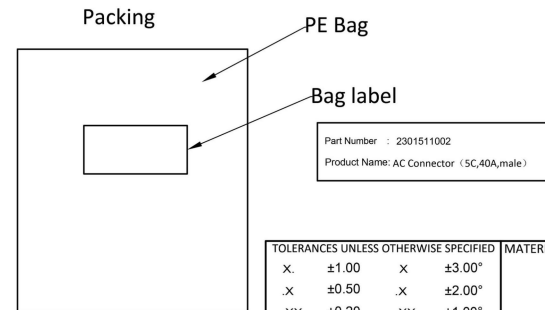 Packing
PE Bag
Bag label
Part Number : 2301511002
Product Name: AC Connector（5C,40A,male）
TOLERANCES UNLESS OTHERWISE SPECIFIED
X. ±1.00 X ±3.00°
.X ±0.50 .X ±2.00°